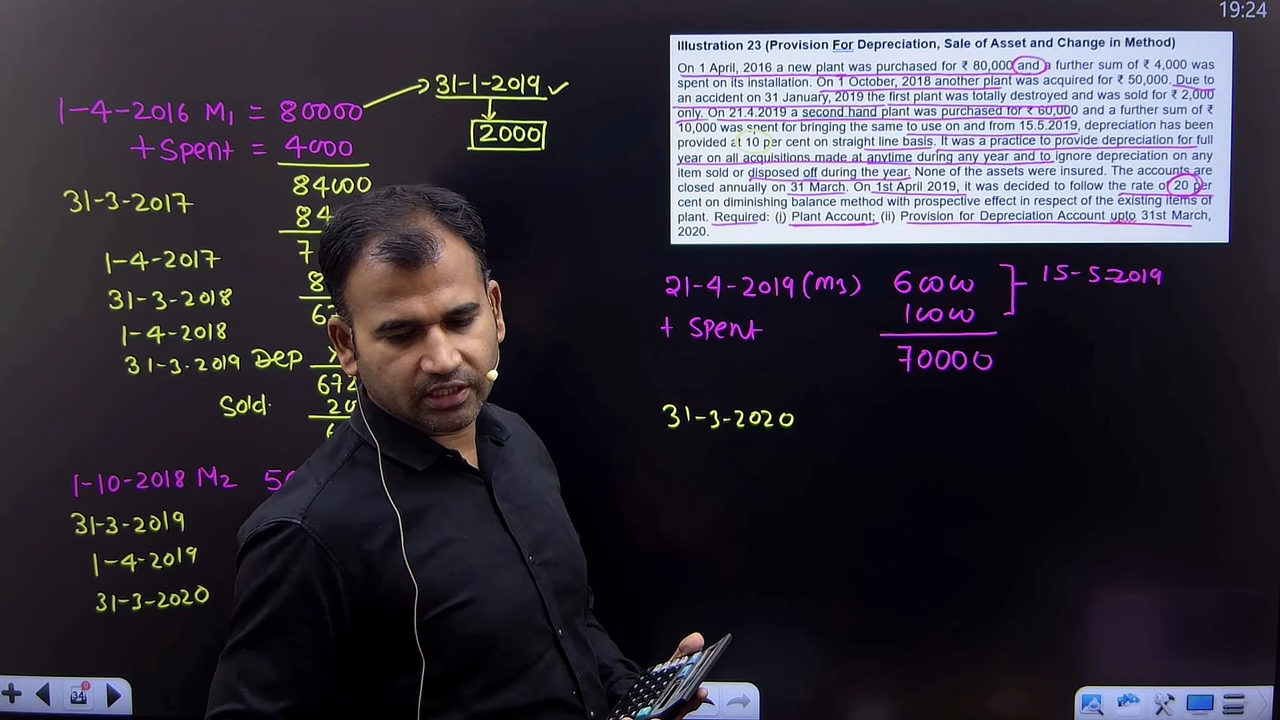 19:24
Illustration 23 (Provision For Depreciation, Sale of Asset and Change in Method)
On 1 April, 2016 a new plant was purchased for ₹ 80,000 and a further sum of ₹ 4,000 was
spent on its installation. On 1 October, 2018 another plant was acquired for ₹ 50,000. Due to
an accident on 31 January, 2019 the first plant was totally destroyed and was sold for ₹ 2,000
only. On 21.4.2019 a second hand plant was purchased for ₹ 60,000 and a further sum of ₹
10,000 was spent for bringing the same to use on and from 15.5.2019, depreciation has been
provided at 10 per cent on straight line basis. It was a practice to provide depreciation for full
year on all acquisitions made at anytime during any year and to ignore depreciation on any
item sold or disposed off during the year. None of the assets were insured. The accounts are
closed annually on 31 March. On 1st April 2019, it was decided to follow the rate of 20 per
cent on diminishing balance method with prospective effect in respect of the existing items of
plant. Required: (i) Plant Account; (ii) Provision for Depreciation Account upto 31st March,
2020.
31-1-2019 ✓
2000
1-4-2016 M1 = 80000
+ Spent = 4000
84000
31-3-2017 84
7
1-4-2017
31-3-2018
1-4-2018
31-3-2019 Dep
672
Sold. 20
1-10-2018 M2
31-3-2019
1-4-2019
31-3-2020
21-4-2019 (M3) 60000 15-5-2019
+ Spent 10000
70000
31-3-2020
34